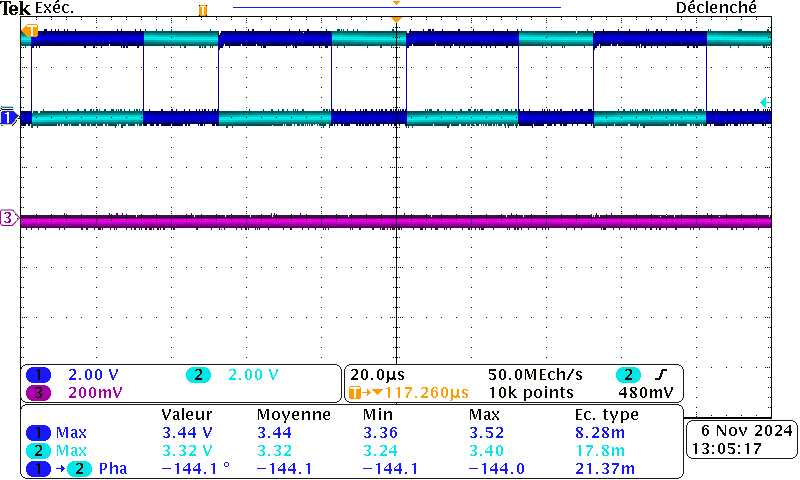 Tek Exéc. T Déclenché
T
1
3
1 2.00 V 2 2.00 V
3 200mV
20.0µs 50.0MEch/s 2
T 117.260µs 10k points 480mV
Valeur Moyenne Min Max Ec. type
1 Max 3.44 V 3.44 3.36 3.52 8.28m
2 Max 3.32 V 3.32 3.24 3.40 17.8m
1 → 2 Pha −144.1 ° −144.1 −144.1 −144.0 21.37m
6 Nov 2024
13:05:17